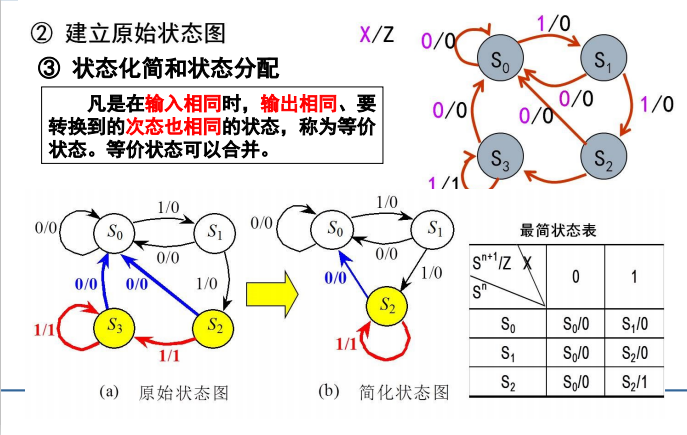 ② 建立原始状态图
X/Z
③ 状态化简和状态分配
凡是在输入相同时，输出相同、要
转换到的次态也相同的状态，称为等价
状态。等价状态可以合并。
0/0
1/0
S0
S1
0/0
1/0
0/0
0/0
S3
S2
1/1
0/0
1/0
S0
S1
0/0
1/0
0/0
0/0
S3
S2
1/1
1/1
(a) 原始状态图
0/0
1/0
S0
S1
0/0
1/0
0/0
S2
1/1
(b) 简化状态图
最简状态表
Sⁿ⁺¹/Z X 0 1
Sⁿ
S0 S0/0 S1/0
S1 S0/0 S2/0
S2 S0/0 S2/1